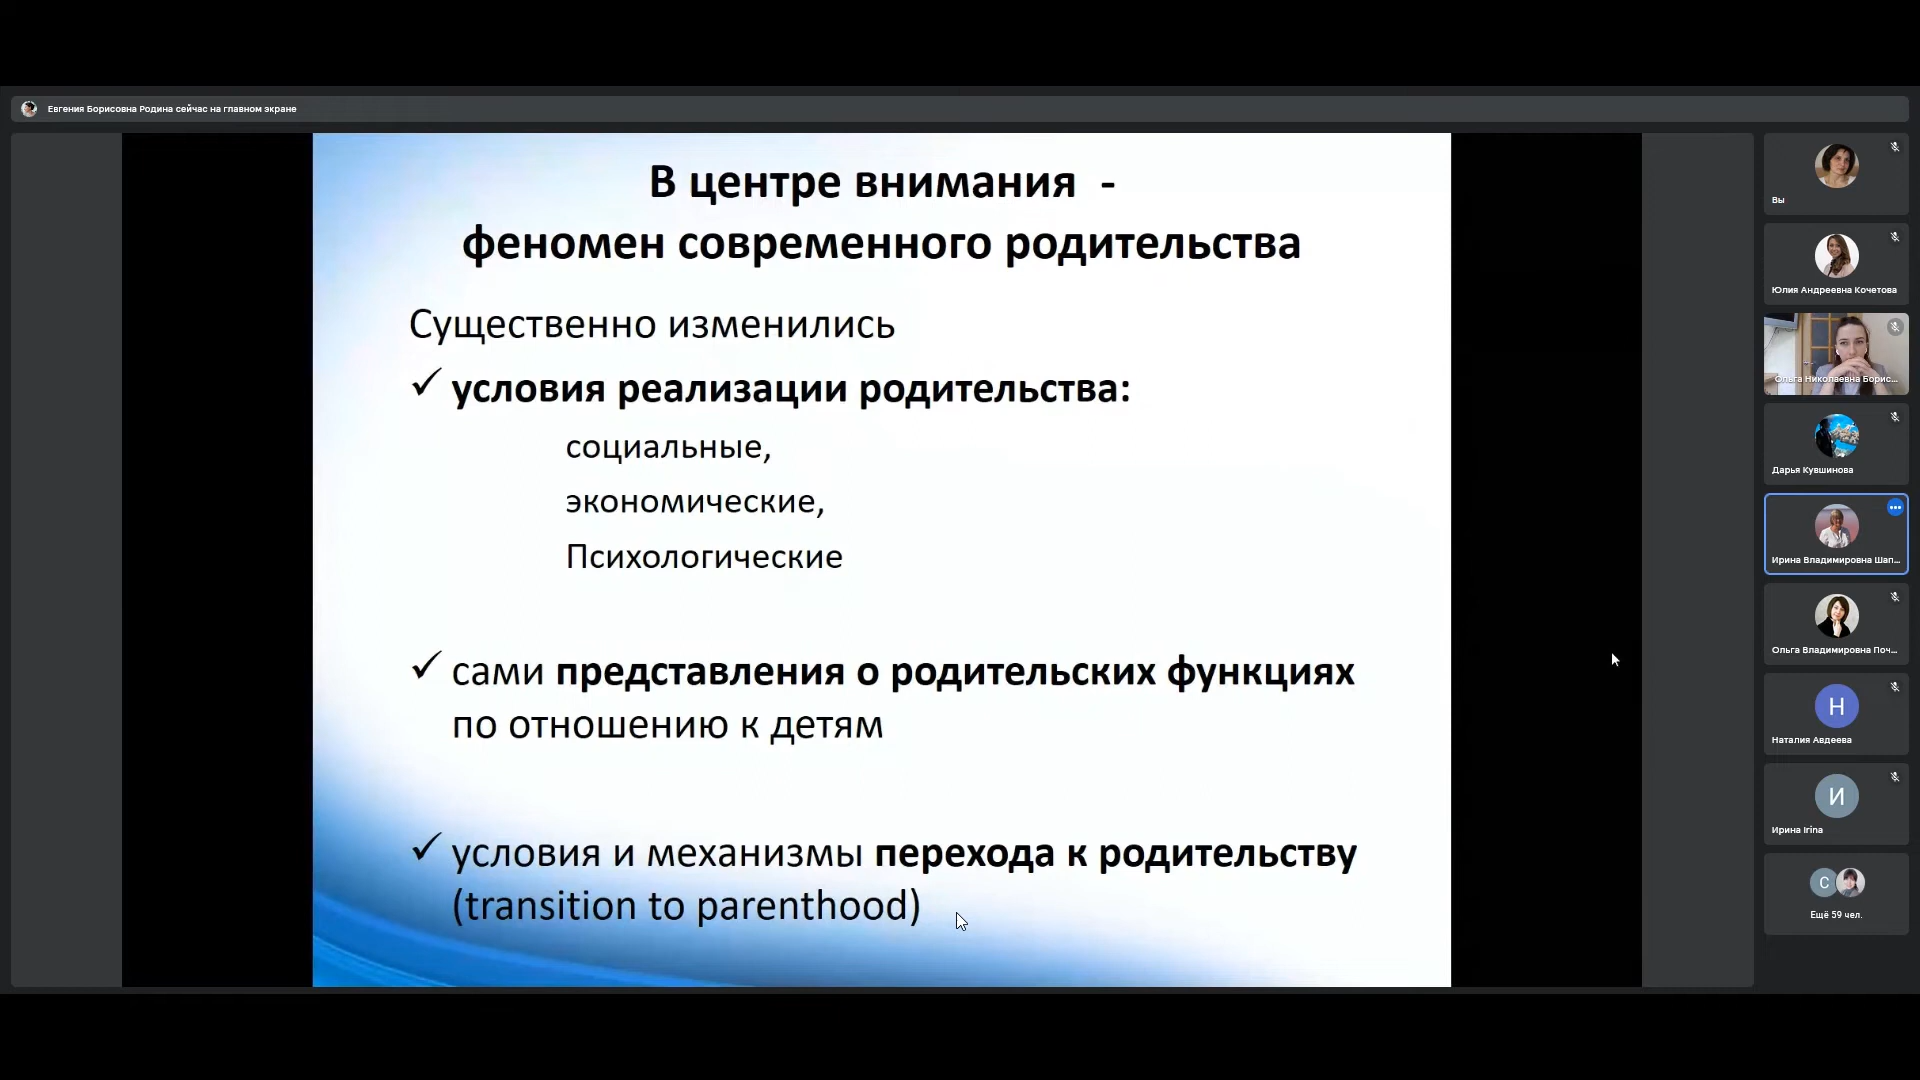 Евгения Борисовна Родина сейчас на главном экране
В центре внимания -
феномен современного родительства
Существенно изменились
✓ условия реализации родительства:
социальные,
экономические,
Психологические
✓ сами представления о родительских функциях
по отношению к детям
✓ условия и механизмы перехода к родительству
(transition to parenthood)
Вы
Юлия Андреевна Кочетова
Ольга Николаевна Борис...
Дарья Кувшинова
Ирина Владимировна Шап...
Ольга Владимировна Поч...
Н
Наталия Авдеева
И
Ирина Irina
С
Ещё 59 чел.